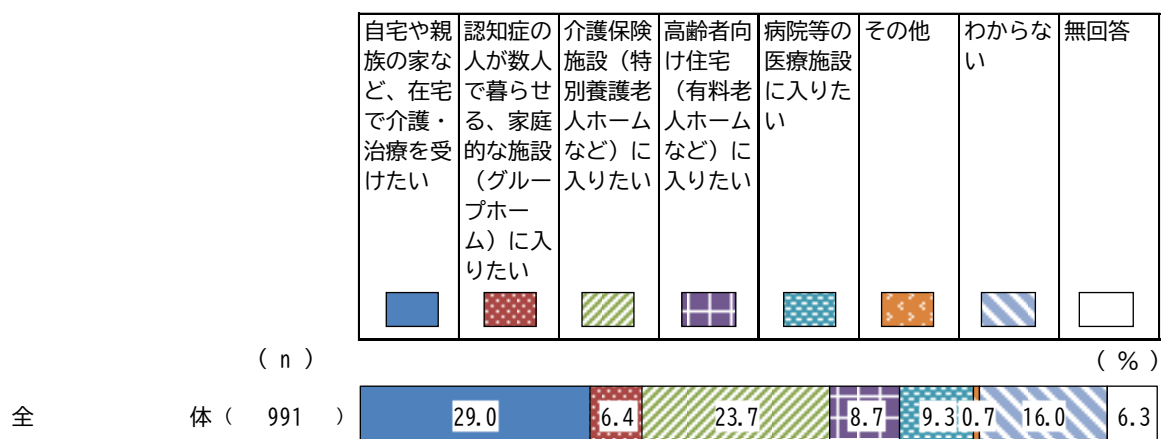 自宅や親
族の家な
ど、在宅
で介護・
治療を受
けたい
認知症の
人が数人
で暮らせ
る、家庭
的な施設
（グルー
プホー
ム）に入
りたい
介護保険
施設（特
別養護老
人ホーム
など）に
入りたい
高齢者向
け住宅
（有料老
人ホーム
など）に
入りたい
病院等の
医療施設
に入りた
い
その他
わからな
い
無回答
( n )
( % )
全 体 ( 991 ) 29.0 6.4 23.7 8.7 9.3 0.7 16.0 6.3